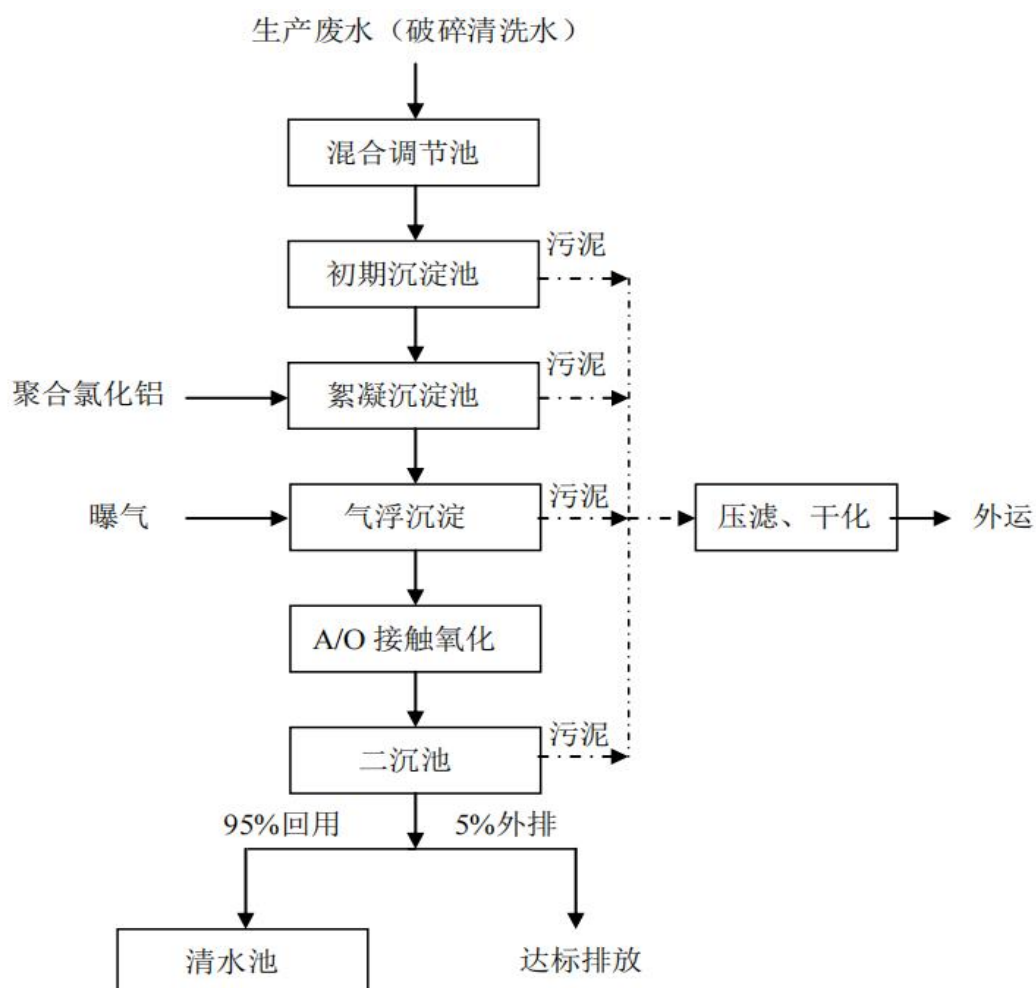 生产废水（破碎清洗水）
混合调节池
污泥
初期沉淀池
污泥
聚合氯化铝
絮凝沉淀池
污泥
曝气
气浮沉淀
压滤、干化
外运
A/O 接触氧化
污泥
二沉池
95%回用
5%外排
清水池
达标排放